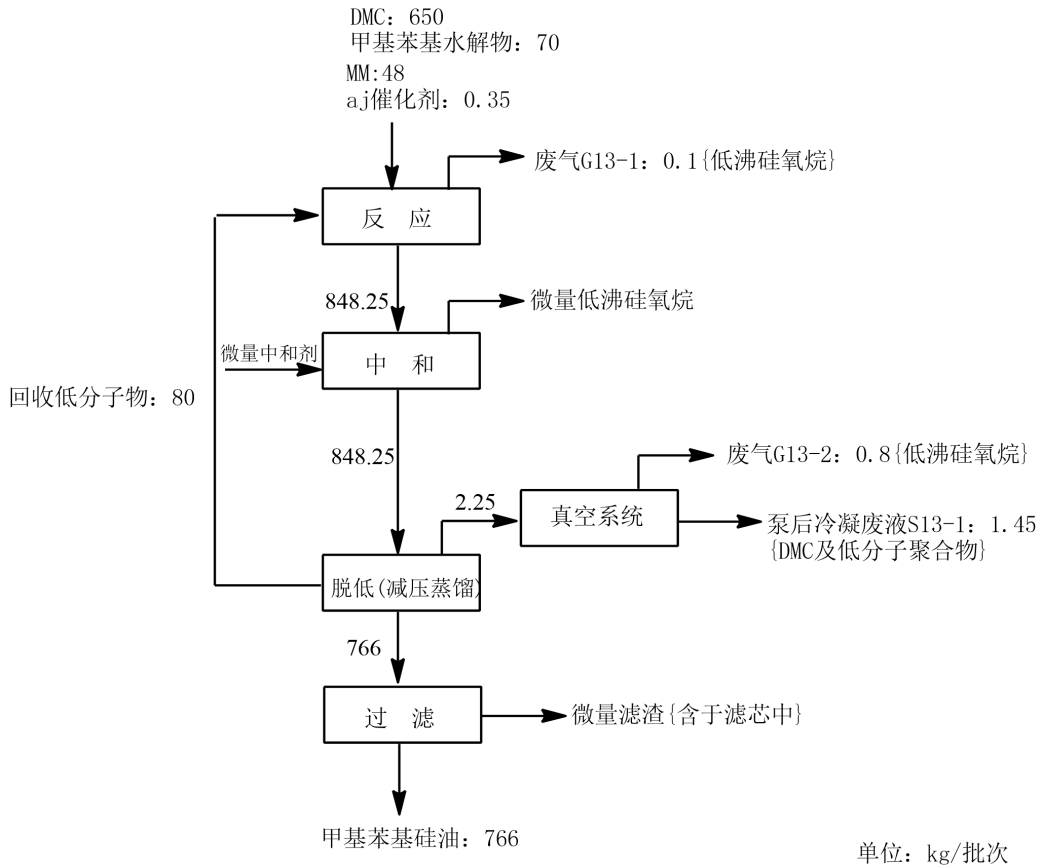 DMC：650
甲基苯基水解物：70
MM:48
aj催化剂：0.35
废气G13-1：0.1{低沸硅氧烷}
反 应
848.25
微量低沸硅氧烷
微量中和剂
中 和
回收低分子物：80
848.25
废气G13-2：0.8{低沸硅氧烷}
2.25
真空系统
泵后冷凝废液S13-1：1.45
{DMC及低分子聚合物}
脱低(减压蒸馏)
766
过 滤
微量滤渣{含于滤芯中}
甲基苯基硅油：766
单位：kg/批次